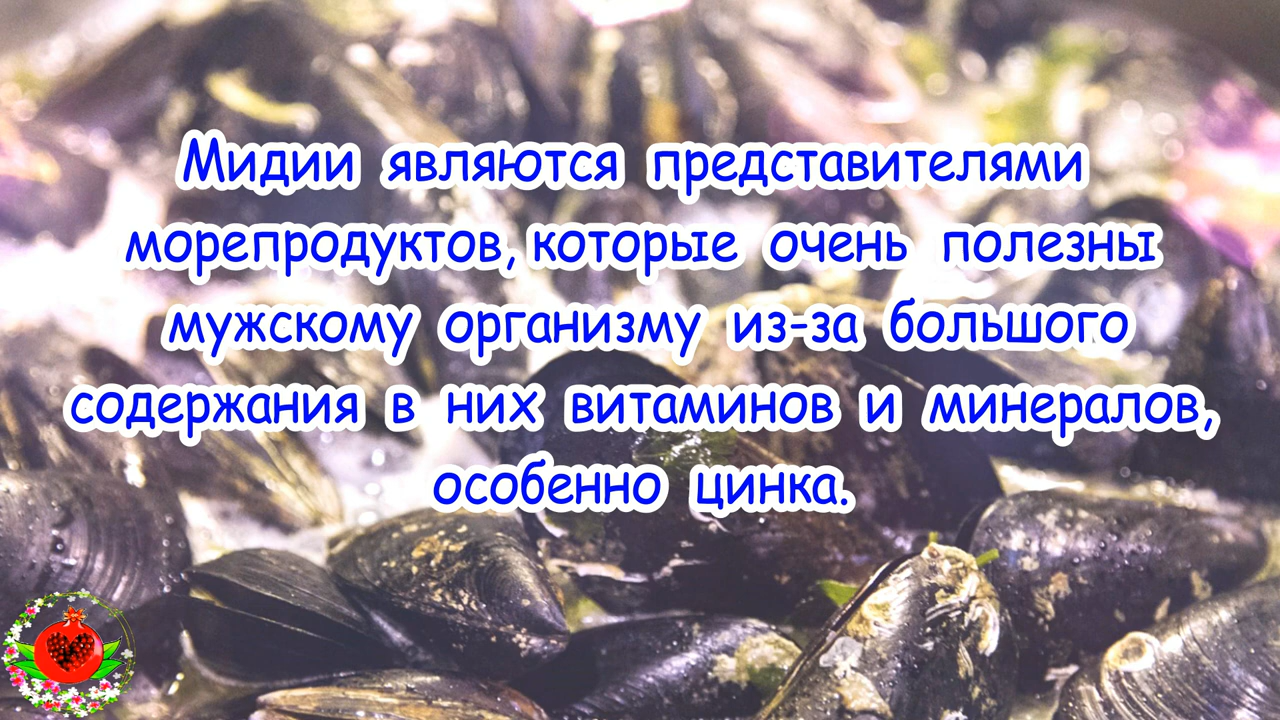 Мидии являются представителями
морепродуктов, которые очень полезны
мужскому организму из-за большого
содержания в них витаминов и минералов,
особенно цинка.